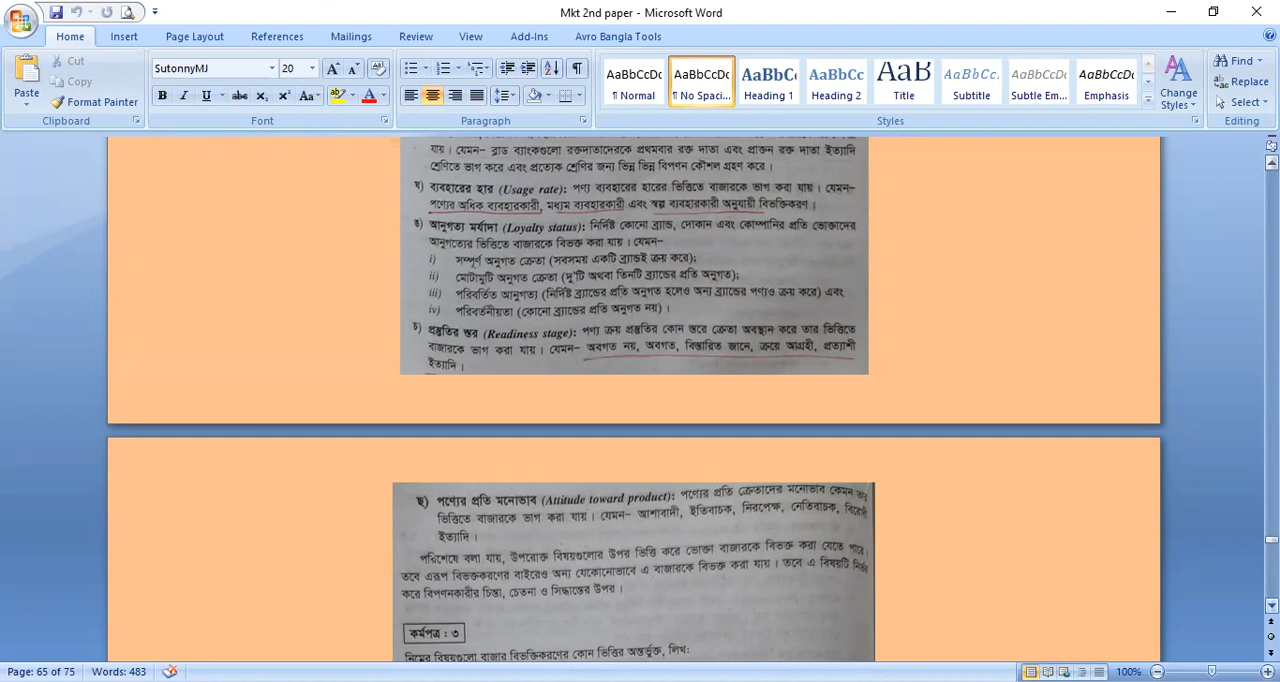 Mkt 2nd paper - Microsoft Word
Home Insert Page Layout References Mailings Review View Add-Ins Avro Bangla Tools
Paste
Cut
Copy
Format Painter
Clipboard
SutonnyMJ 20
Font
Paragraph
AaBbCcDc AaBbCcDc AaBbC( AaBbCc AaB AaBbCc. AaBbCcDc AaBbCcDc
¶ Normal ¶ No Spaci... Heading 1 Heading 2 Title Subtitle Subtle Em... Emphasis
Change Styles
Styles
Find
Replace
Select
Editing
যায়। যেমন– ব্লাড ব্যাংকগুলো রক্তদাতাদেরকে প্রথমবার রক্ত দাতা এবং প্রাক্তন রক্ত দাতা ইত্যাদি
শ্রেণিতে ভাগ করে এবং প্রত্যেক শ্রেণির জন্য ভিন্ন ভিন্ন বিপণন কৌশল গ্রহণ করে।
ঘ) ব্যবহারের হার (Usage rate): পণ্য ব্যবহারের হারের ভিত্তিতে বাজারকে ভাগ করা যায়। যেমন–
পণ্যের অধিক ব্যবহারকারী, মধ্যম ব্যবহারকারী এবং স্বল্প ব্যবহারকারী অনুযায়ী বিভক্তিকরণ।
ঙ) আনুগত্য মর্যাদা (Loyalty status): নির্দিষ্ট কোনো ব্র্যান্ড, দোকান এবং কোম্পানির প্রতি ভোক্তাদের
আনুগত্যের ভিত্তিতে বাজারকে বিভক্ত করা যায়। যেমন–
i) সম্পূর্ণ অনুগত ক্রেতা (সবসময় একটি ব্র্যান্ডই ক্রয় করে);
ii) মোটামুটি অনুগত ক্রেতা (দু'টি অথবা তিনটি ব্র্যান্ডের প্রতি অনুগত);
iii) পরিবর্তিত আনুগত্য (নির্দিষ্ট ব্র্যান্ডের প্রতি অনুগত হলেও অন্য ব্র্যান্ডের পণ্যও ক্রয় করে) এবং
iv) পরিবর্তনীয়তা (কোনো ব্র্যান্ডের প্রতি অনুগত নয়)।
চ) প্রস্তুতির স্তর (Readiness stage): পণ্য ক্রয় প্রস্তুতির কোন স্তরে ক্রেতা অবস্থান করে তার ভিত্তিতে
বাজারকে ভাগ করা যায়। যেমন– অবগত নয়, অবগত, বিস্তারিত জানে, ক্রয়ে আগ্রহী, প্রত্যাশী
ইত্যাদি।
ছ) পণ্যের প্রতি মনোভাব (Attitude toward product): পণ্যের প্রতি ক্রেতাদের মনোভাব কেমন তার
ভিত্তিতে বাজারকে ভাগ করা যায়। যেমন– আশাবাদী, ইতিবাচক, নিরপেক্ষ, নেতিবাচক, বিরোধী
ইত্যাদি।
পরিশেষে বলা যায়, উপরোক্ত বিষয়গুলোর উপর ভিত্তি করে ভোক্তা বাজারকে বিভক্ত করা যেতে পারে।
তবে এরূপ বিভক্তকরণের বাইরেও অন্য যেকোনোভাবে এ বাজারকে বিভক্ত করা যায়। তবে এ বিষয়টি নির্ভর
করে বিপণনকারীর চিন্তা, চেতনা ও সিদ্ধান্তের উপর।
কর্মপত্র : ৩
নিম্নের বিষয়গুলো বাজার বিভক্তিকরণের কোন ভিত্তির অন্তর্ভুক্ত, লিখ:
Page: 65 of 75 Words: 483 100%